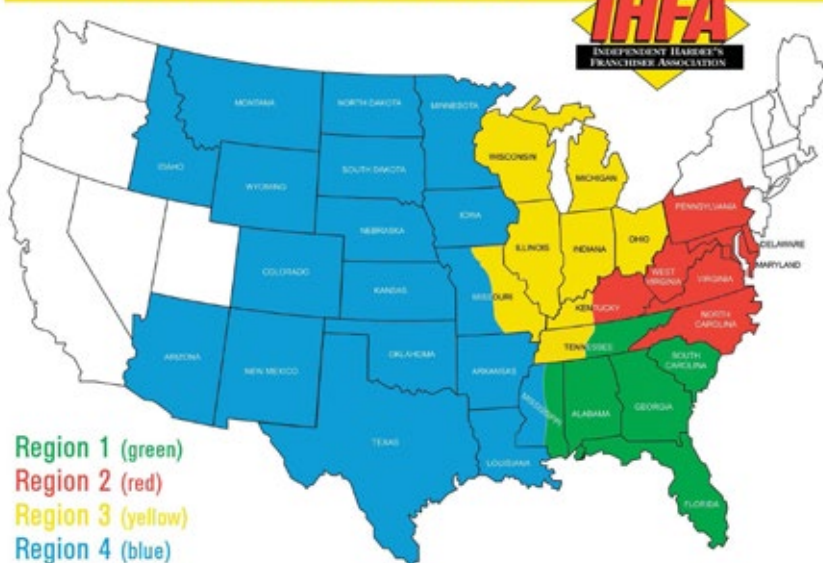 IHFA
INDEPENDENT HARDEE'S
FRANCHISEE ASSOCIATION
MONTANA
NORTH DAKOTA
MINNESOTA
IDAHO
WYOMING
SOUTH DAKOTA
WISCONSIN
MICHIGAN
NEBRASKA
IOWA
PENNSYLVANIA
ILLINOIS
INDIANA
OHIO
DELAWARE
MARYLAND
COLORADO
KANSAS
MISSOURI
WEST
VIRGINIA
VIRGINIA
KENTUCKY
NORTH
CAROLINA
TENNESSEE
ARIZONA
NEW MEXICO
OKLAHOMA
ARKANSAS
SOUTH
CAROLINA
MISSISSIPPI
ALABAMA
GEORGIA
TEXAS
LOUISIANA
FLORIDA
Region 1 (green)
Region 2 (red)
Region 3 (yellow)
Region 4 (blue)